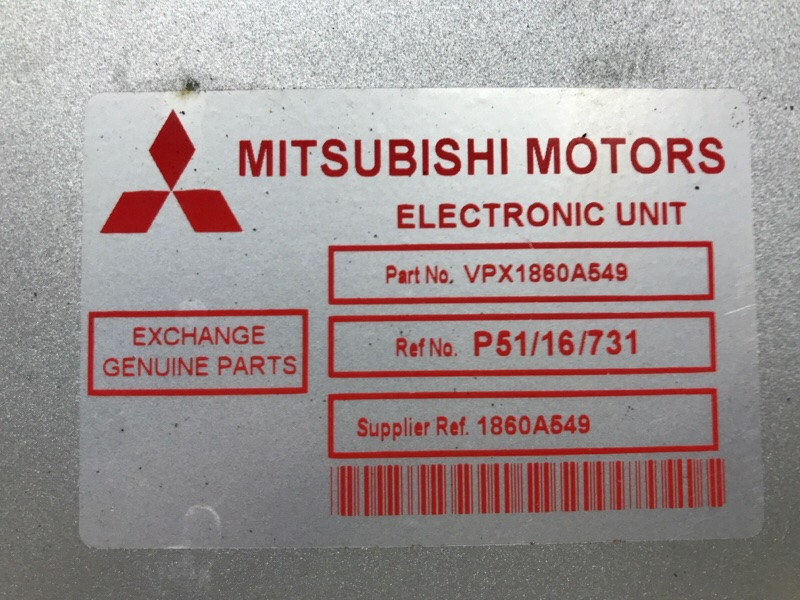 MITSUBISHI MOTORS
ELECTRONIC UNIT
Part No. VPX1860A549
EXCHANGE
GENUINE PARTS
Ref No. P51/16/731
Supplier Ref. 1860A549